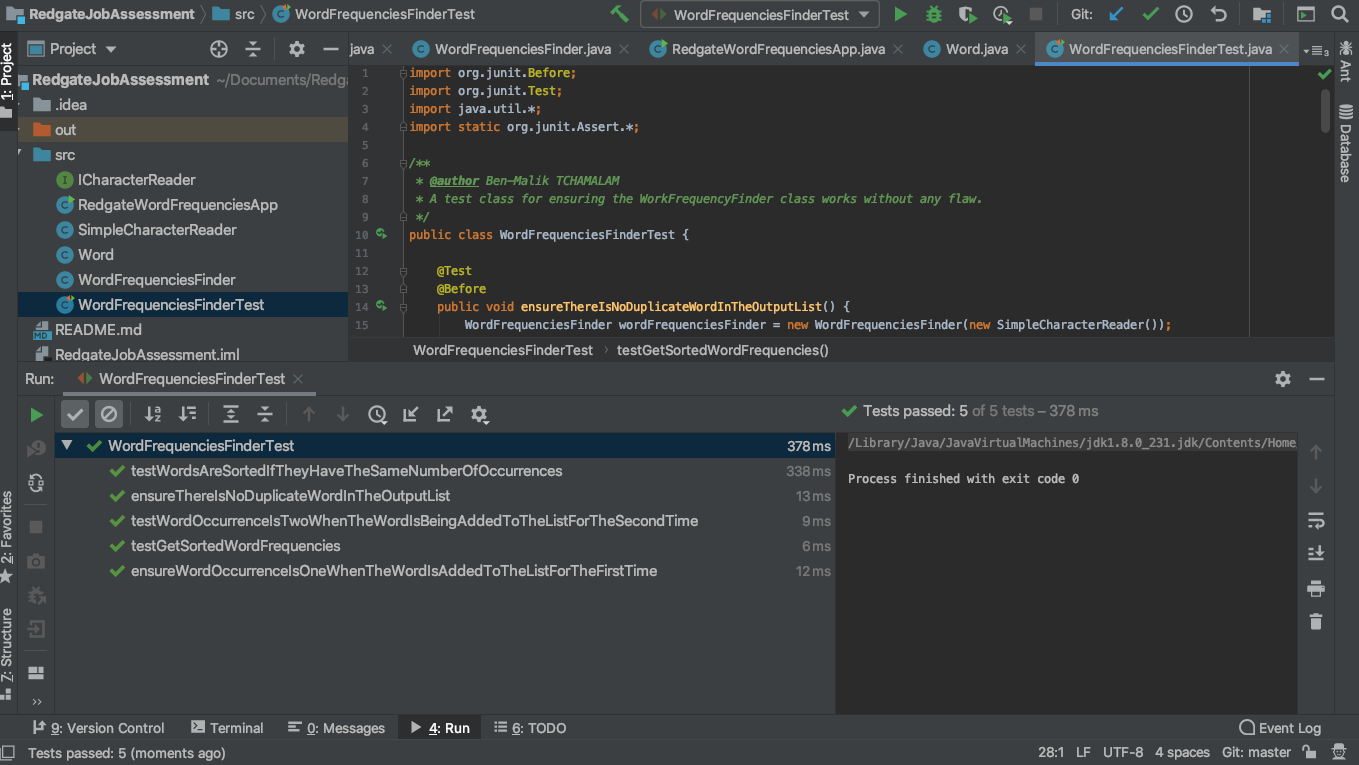 RedgateJobAssessment src WordFrequenciesFinderTest WordFrequenciesFinderTest Git:
Project java WordFrequenciesFinder.java RedgateWordFrequenciesApp.java Word.java WordFrequenciesFinderTest.java 3
1: Project
Ant
Database
RedgateJobAssessment ~/Documents/Redg
.idea
out
src
ICharacterReader
RedgateWordFrequenciesApp
SimpleCharacterReader
Word
WordFrequenciesFinder
WordFrequenciesFinderTest
README.md
RedgateJobAssessment.iml
1 import org.junit.Before;
2 import org.junit.Test;
3 import java.util.*;
4 import static org.junit.Assert.*;
5
6 /**
7 * @author Ben-Malik TCHAMALAM
8 * A test class for ensuring the WorkFrequencyFinder class works without any flaw.
9 */
10 public class WordFrequenciesFinderTest {
11
12 @Test
13 @Before
14 public void ensureThereIsNoDuplicateWordInTheOutputList() {
15 WordFrequenciesFinder wordFrequenciesFinder = new WordFrequenciesFinder(new SimpleCharacterReader());
WordFrequenciesFinderTest testGetSortedWordFrequencies()
Run: WordFrequenciesFinderTest
Tests passed: 5 of 5 tests – 378 ms
WordFrequenciesFinderTest 378 ms
testWordsAreSortedIfTheyHaveTheSameNumberOfOccurrences 338 ms
ensureThereIsNoDuplicateWordInTheOutputList 13 ms
testWordOccurrenceIsTwoWhenTheWordIsBeingAddedToTheListForTheSecondTime 9 ms
testGetSortedWordFrequencies 6 ms
ensureWordOccurrenceIsOneWhenTheWordIsAddedToTheListForTheFirstTime 12 ms
/Library/Java/JavaVirtualMachines/jdk1.8.0_231.jdk/Contents/Home
Process finished with exit code 0
2: Favorites
7: Structure
9: Version Control Terminal 0: Messages 4: Run 6: TODO Event Log
Tests passed: 5 (moments ago) 28:1 LF UTF-8 4 spaces Git: master